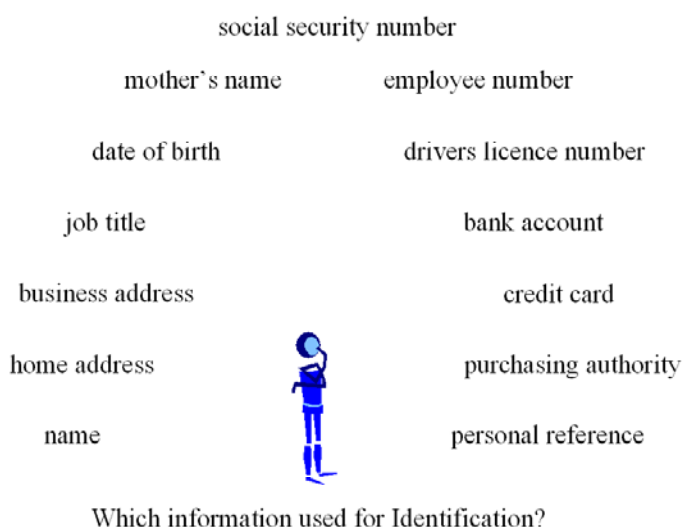 social security number
mother's name employee number
date of birth drivers licence number
job title bank account
business address credit card
home address purchasing authority
name personal reference
Which information used for Identification?